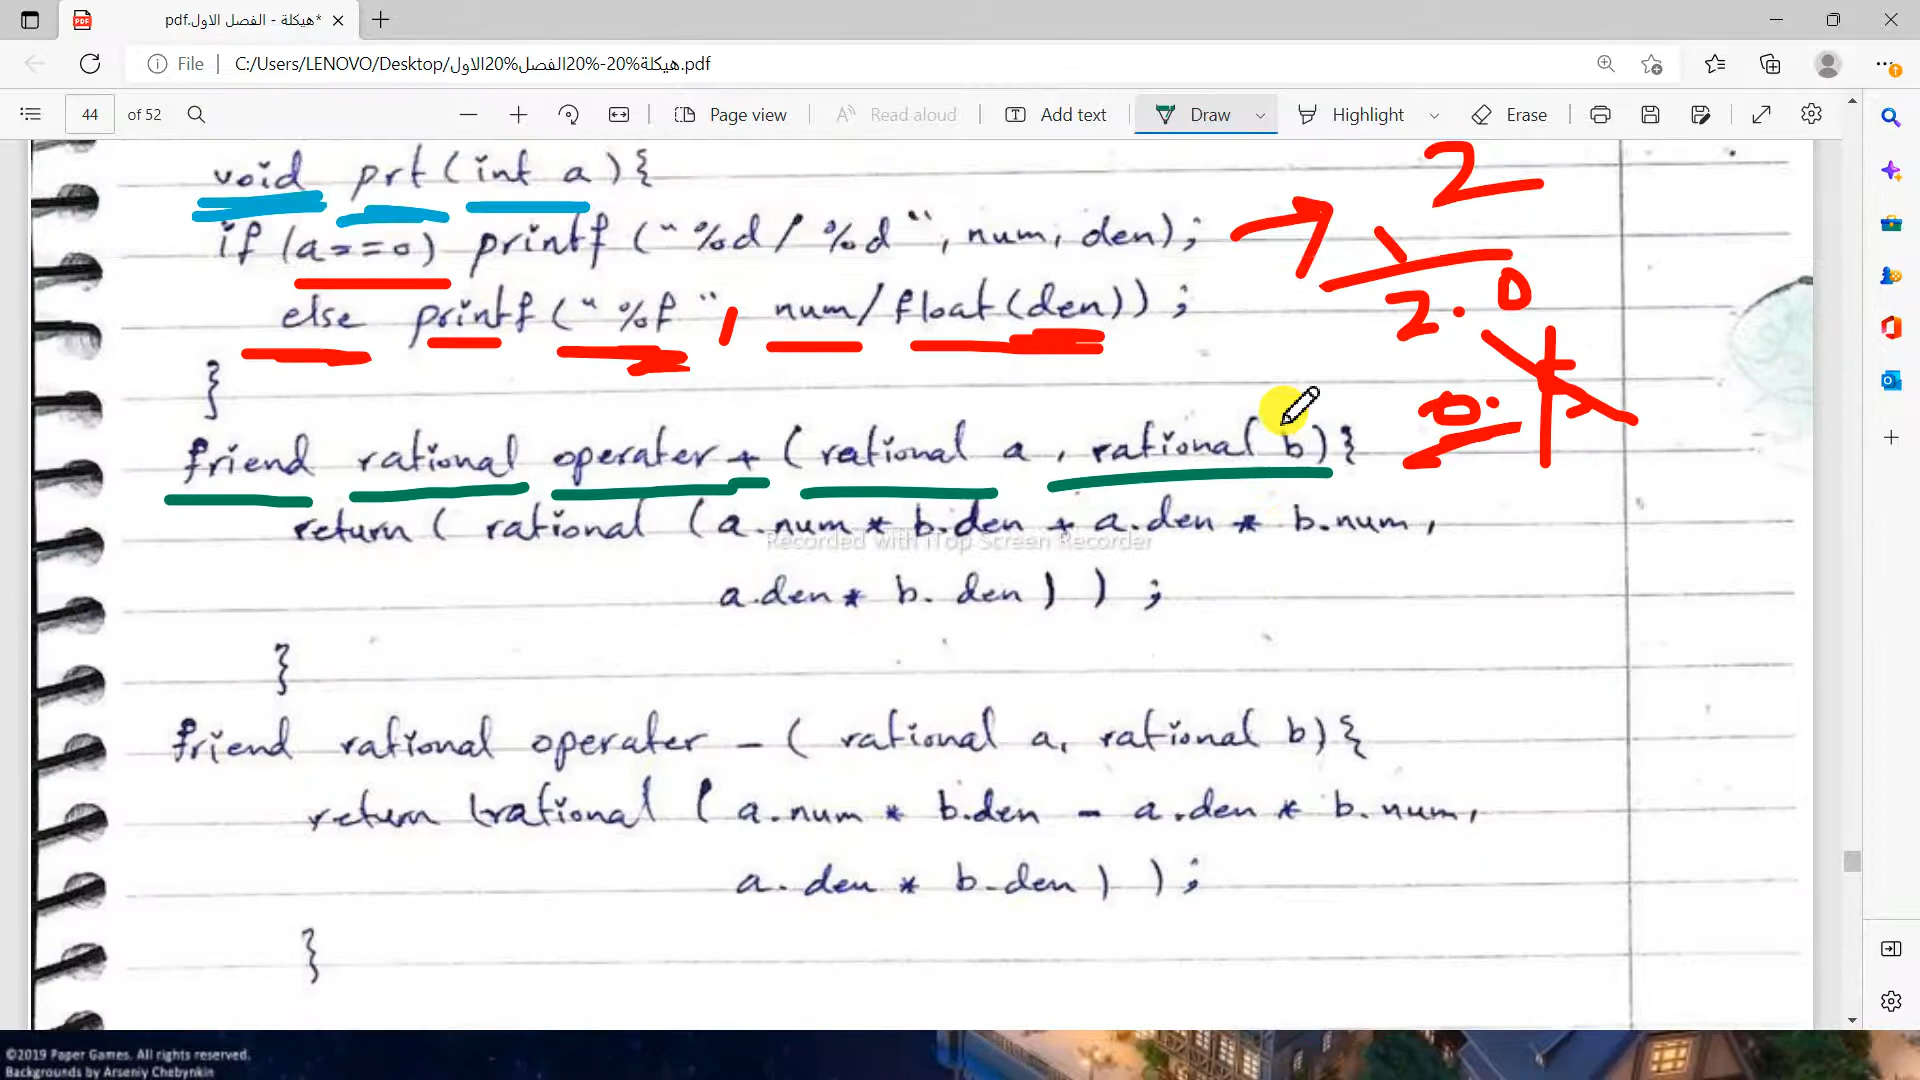 *هيكلة - الفصل الاول.pdf
File C:/Users/LENOVO/Desktop/هيكلة%20-%20الفصل%20الاول.pdf
44 of 52 Page view Read aloud Add text Draw Highlight Erase
void prt (int a) {
if (a==0) printf ("%d / %d", num, den);
else printf ("%f", num/float(den));
}
2
2.0
0.
friend rational operater + (rational a, rational b) {
return ( rational (a.num * b.den + a.den * b.num,
Recorded with iTop Screen Recorder
a.den * b.den ) ) ;
}
friend rational operater - ( rational a, rational b) {
return (rational ( a.num * b.den - a.den * b.num,
a.den * b.den ) ) ;
}
©2019 Paper Games. All rights reserved.
Backgrounds by Arseniy Chebynkin